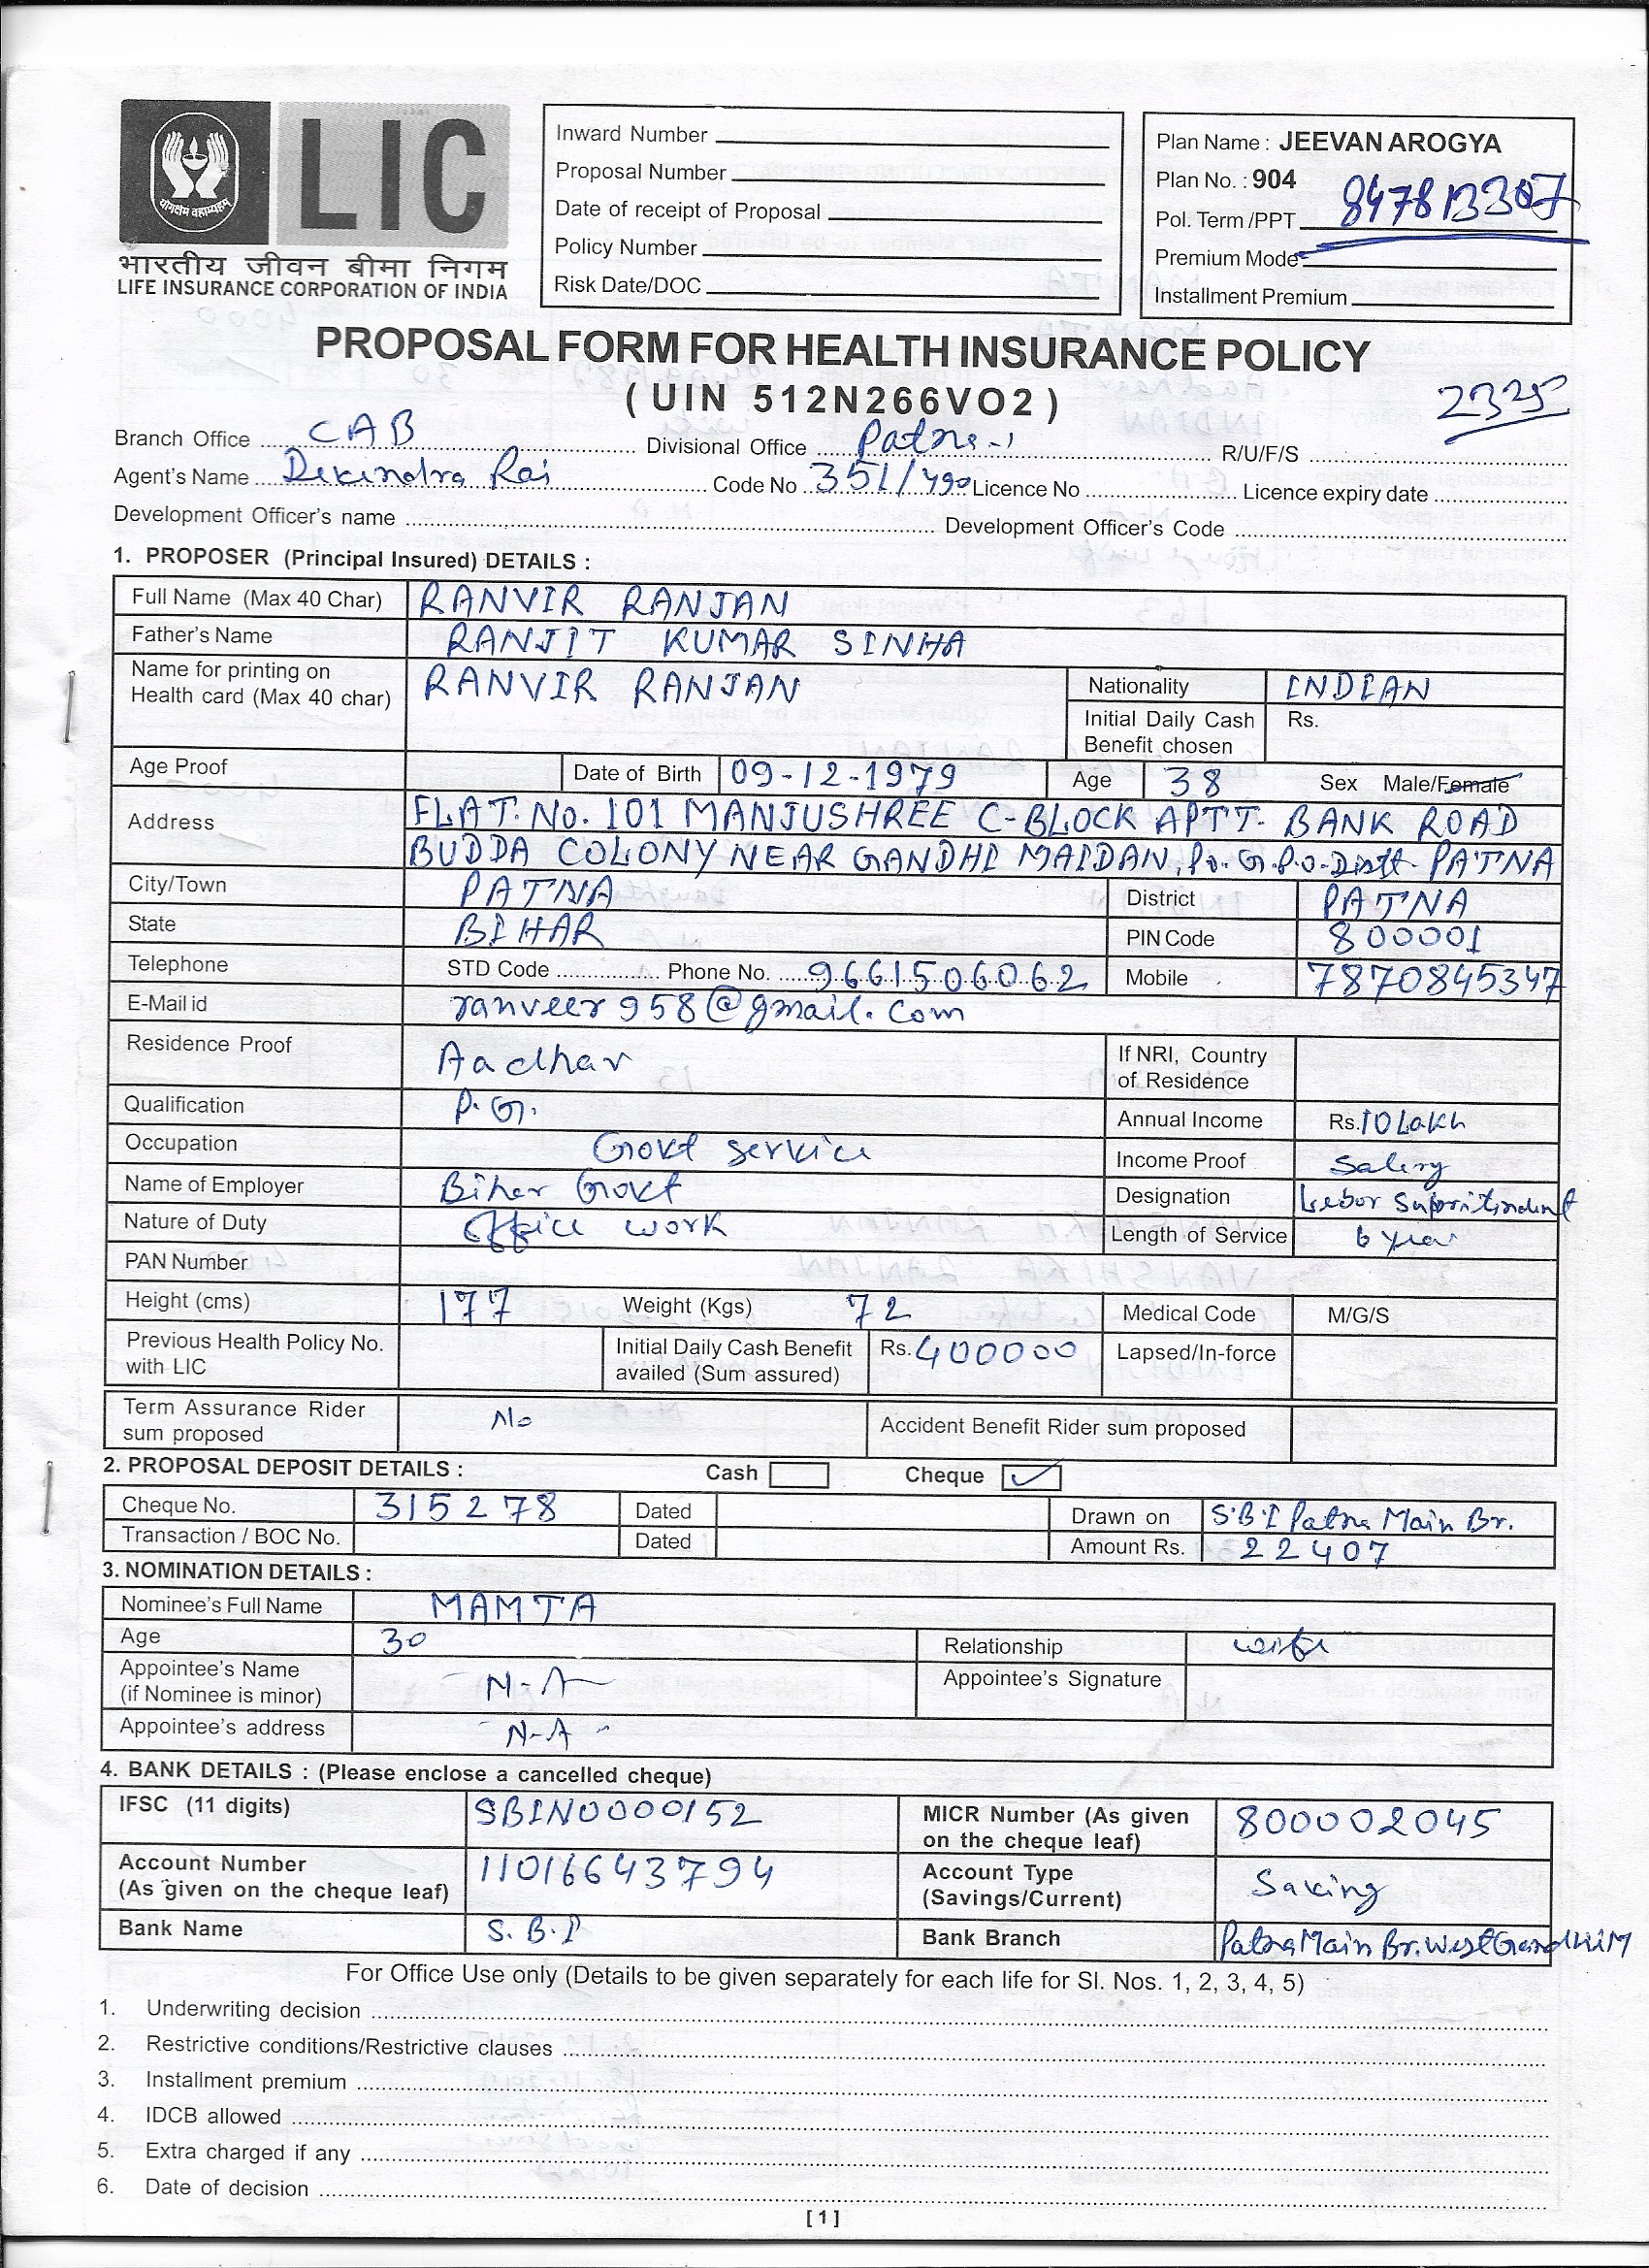 LIC
योगक्षेमं वहाम्यहम्
भारतीय जीवन बीमा निगम
LIFE INSURANCE CORPORATION OF INDIA
Inward Number
Proposal Number
Date of receipt of Proposal
Policy Number
Risk Date/DOC
Plan Name : JEEVAN AROGYA
Plan No. : 904
Pol. Term /PPT
Premium Mode
Installment Premium
PROPOSAL FORM FOR HEALTH INSURANCE POLICY
( UIN 512N266VO2 )
Branch Office CAB Divisional Office Patna-1 R/U/F/S
Agent's Name Code No 351/490 Licence No Licence expiry date
Development Officer's name Development Officer's Code
1. PROPOSER (Principal Insured) DETAILS :
Full Name (Max 40 Char) RANVIR RANJAN
Father's Name RANJIT KUMAR SINHA
Name for printing on Health card (Max 40 char) RANVIR RANJAN Nationality INDIAN
Initial Daily Cash Benefit chosen Rs.
Age Proof Date of Birth 09-12-1979 Age 38 Sex Male/Female
Address FLAT. No. 101 MANJUSHREE C-BLOCK APTT. BANK ROAD
BUDDA COLONY NEAR GANDHI MAIDAN, Po. G.P.O. Distt- PATNA
City/Town PATNA District PATNA
State BIHAR PIN Code 800001
Telephone STD Code Phone No. 9661506062 Mobile 7870845347
E-Mail id ranveer958@gmail.com
Residence Proof Aadhar If NRI, Country of Residence
Qualification P.G. Annual Income Rs. 10 Lakh
Occupation Govt service Income Proof Salery
Name of Employer Biher Govt Designation Lebor
Nature of Duty Office work Length of Service 6 year
PAN Number
Height (cms) 177 Weight (Kgs) 72 Medical Code M/G/S
Previous Health Policy No. with LIC Initial Daily Cash Benefit availed (Sum assured) Rs. 400000 Lapsed/In-force
Term Assurance Rider sum proposed No Accident Benefit Rider sum proposed
2. PROPOSAL DEPOSIT DETAILS : Cash Cheque ✓
Cheque No. 315278 Dated Drawn on S.B.I Patna Main Br.
Transaction / BOC No. Dated Amount Rs. 22407
3. NOMINATION DETAILS :
Nominee's Full Name MAMTA
Age 30 Relationship wife
Appointee's Name (if Nominee is minor) N-A Appointee's Signature
Appointee's address N-A
4. BANK DETAILS : (Please enclose a cancelled cheque)
IFSC (11 digits) SBIN0000152 MICR Number (As given on the cheque leaf) 800002045
Account Number (As given on the cheque leaf) 11016643794 Account Type (Savings/Current) Saving
Bank Name S.B.I Bank Branch Patna Main Br. West Gandhi M
For Office Use only (Details to be given separately for each life for Sl. Nos. 1, 2, 3, 4, 5)
1. Underwriting decision
2. Restrictive conditions/Restrictive clauses
3. Installment premium
4. IDCB allowed
5. Extra charged if any
6. Date of decision
[ 1 ]